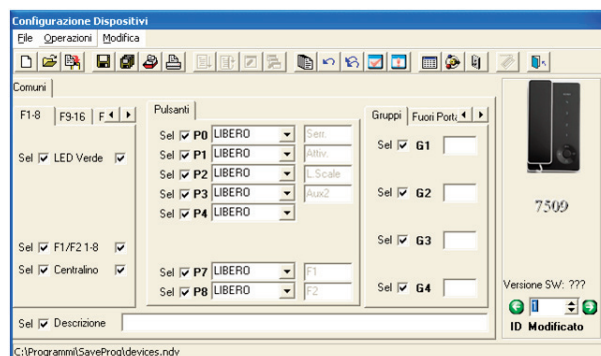 Configurazione Dispositivi
File Operazioni Modifica
Comuni
F1-8 F9-16 F
Sel LED Verde
Sel F1/F2 1-8
Sel Centralino
Pulsanti
Sel P0 LIBERO Serr.
Sel P1 LIBERO Attiv.
Sel P2 LIBERO L.Scale
Sel P3 LIBERO Aux2
Sel P4 LIBERO
Sel P7 LIBERO F1
Sel P8 LIBERO F2
Gruppi Fuori Porta
Sel G1
Sel G2
Sel G3
Sel G4
7509
Versione SW: ???
1
ID Modificato
Sel Descrizione
C:\Programmi\SaveProg\devices.ndv